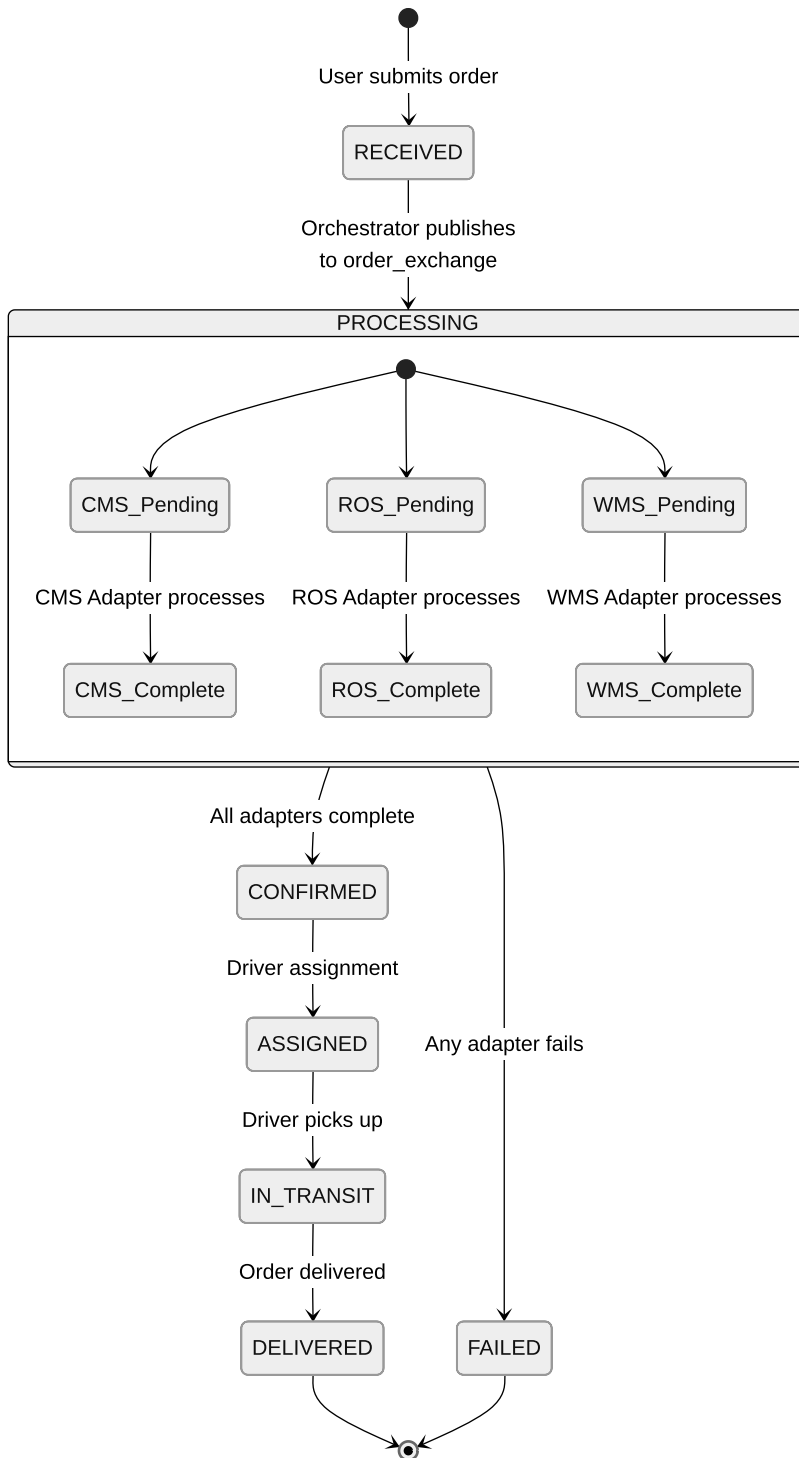 User submits order
RECEIVED
Orchestrator publishes
to order_exchange
PROCESSING
CMS_Pending
ROS_Pending
WMS_Pending
CMS Adapter processes
ROS Adapter processes
WMS Adapter processes
CMS_Complete
ROS_Complete
WMS_Complete
All adapters complete
CONFIRMED
Driver assignment
ASSIGNED
Any adapter fails
Driver picks up
IN_TRANSIT
Order delivered
DELIVERED
FAILED